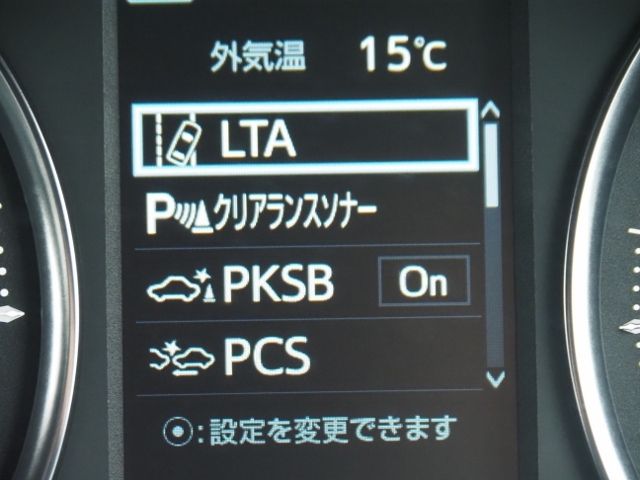 外気温 15℃
LTA
P クリアランスソナー
PKSB On
PCS
:設定を変更できます